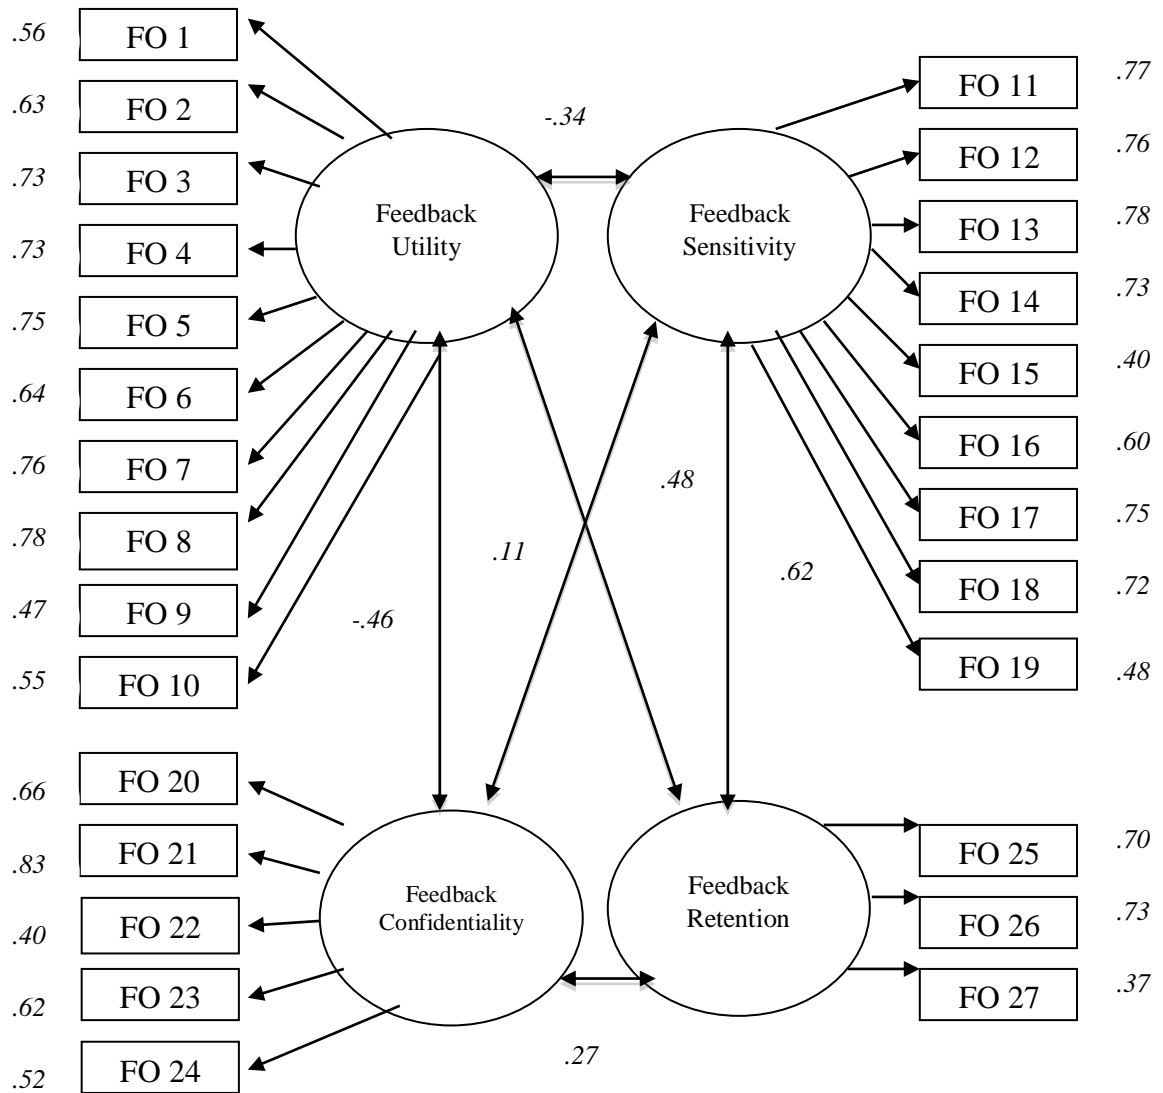 .56
FO 1
.63
FO 2
.73
FO 3
.73
FO 4
.75
FO 5
.64
FO 6
.76
FO 7
.78
FO 8
.47
FO 9
.55
FO 10
-.34
Feedback
Utility
Feedback
Sensitivity
FO 11
.77
FO 12
.76
FO 13
.78
FO 14
.73
FO 15
.40
FO 16
.60
FO 17
.75
FO 18
.72
FO 19
.48
.48
.11
.62
-.46
.66
FO 20
.83
FO 21
.40
FO 22
.62
FO 23
.52
FO 24
Feedback
Confidentiality
Feedback
Retention
.27
FO 25
.70
FO 26
.73
FO 27
.37